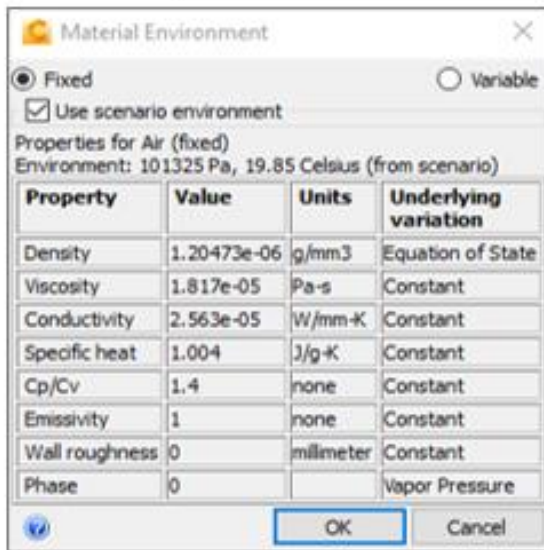 Material Environment
Fixed Variable
Use scenario environment
Properties for Air (fixed)
Environment: 101325 Pa, 19.85 Celsius (from scenario)
Property Value Units Underlying variation
Density 1.20473e-06 g/mm3 Equation of State
Viscosity 1.817e-05 Pa-s Constant
Conductivity 2.563e-05 W/mm-K Constant
Specific heat 1.004 J/g-K Constant
Cp/Cv 1.4 none Constant
Emissivity 1 none Constant
Wall roughness 0 millimeter Constant
Phase 0 Vapor Pressure
OK Cancel